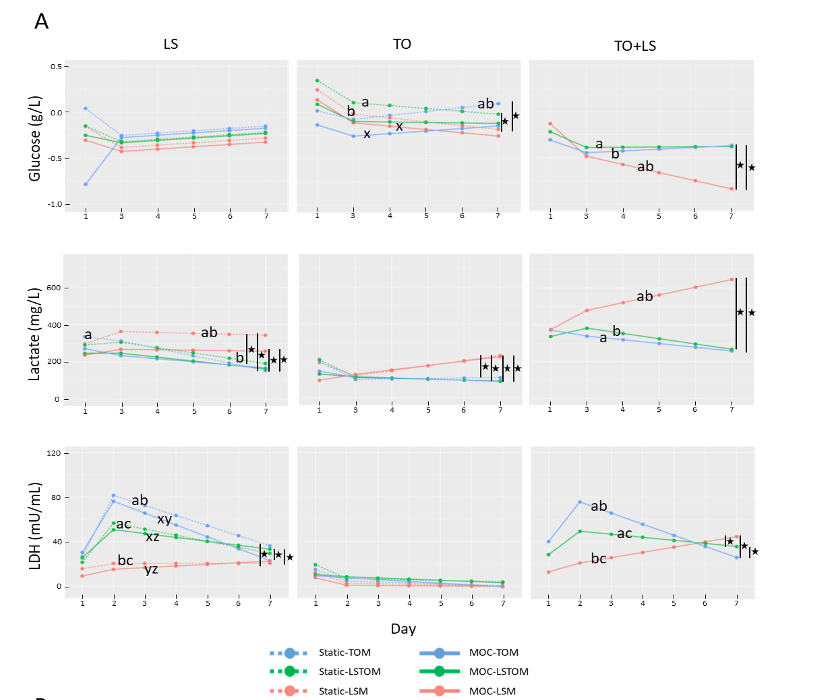 A
LS TO TO+LS
Glucose (g/L)
0.5
0.0
-0.5
-1.0
a b ab x x
a b ab
1 3 4 5 6 7
1 3 4 5 6 7
1 3 4 5 6 7
Lactate (mg/L)
600
400
200
0
a ab b
ab a b
1 3 4 5 6 7
1 3 4 5 6 7
1 3 4 5 6 7
LDH (mU/mL)
120
80
40
0
ab xy ac xz bc yz
ab ac bc
1 2 3 4 5 6 7
1 2 3 4 5 6 7
1 2 3 4 5 6 7
Day
Static-TOM MOC-TOM
Static-LSTOM MOC-LSTOM
Static-LSM MOC-LSM